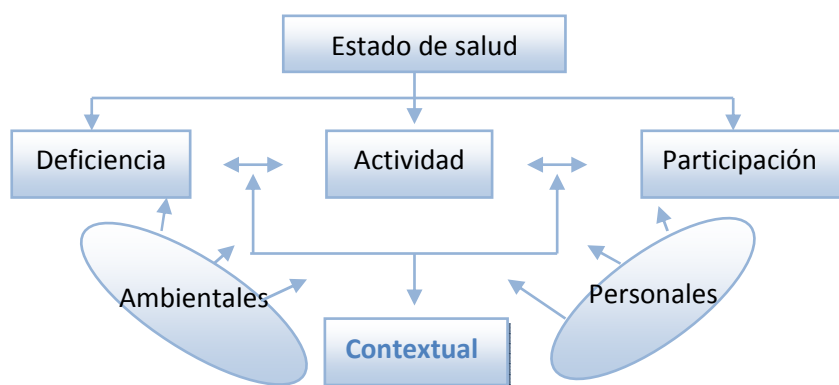 Estado de salud
Deficiencia
Actividad
Participación
Ambientales
Personales
Contextual